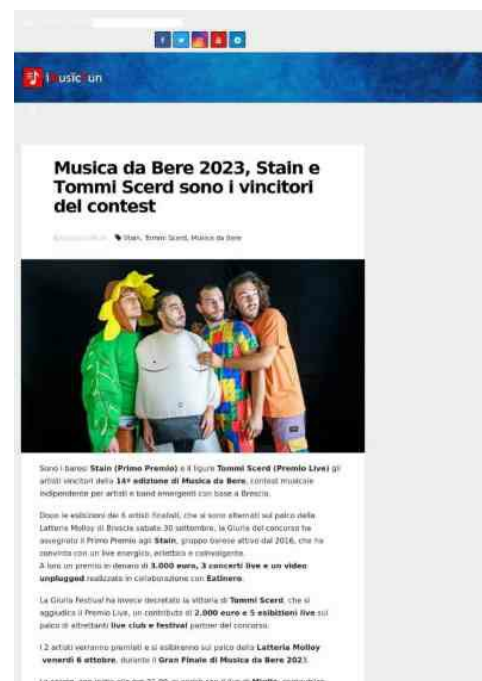 Musica da Bere 2023, Stain e
Tommi Scerd sono i vincitori
del contest
Stain, Tommi Scerd, Musica da Bere
Sono i baresi Stain (Primo Premio) e il ligure Tommi Scerd (Premio Live) gli
artisti vincitori della 14ª edizione di Musica da Bere, contest musicale
indipendente per artisti e band emergenti con base a Brescia.
Dopo le esibizioni dei 6 artisti finalisti, che si sono alternati sul palco della
Latteria Molloy di Brescia sabato 30 settembre, la Giuria del concorso ha
assegnato il Primo Premio agli Stain, gruppo barese attivo dal 2016, che ha
convinto con un live energico, eclettico e coinvolgente.
A loro un premio in denaro di 3.000 euro, 3 concerti live e un video
unplugged realizzato in collaborazione con Eatinero.
La Giuria Festival ha invece decretato la vittoria di Tommi Scerd, che si
aggiudica il Premio Live, un contributo di 2.000 euro e 5 esibizioni live sul
palco di altrettanti live club e festival partner del concorso.
I 2 artisti verranno premiati e si esibiranno sul palco della Latteria Molloy
venerdì 6 ottobre, durante il Gran Finale di Musica da Bere 2023.